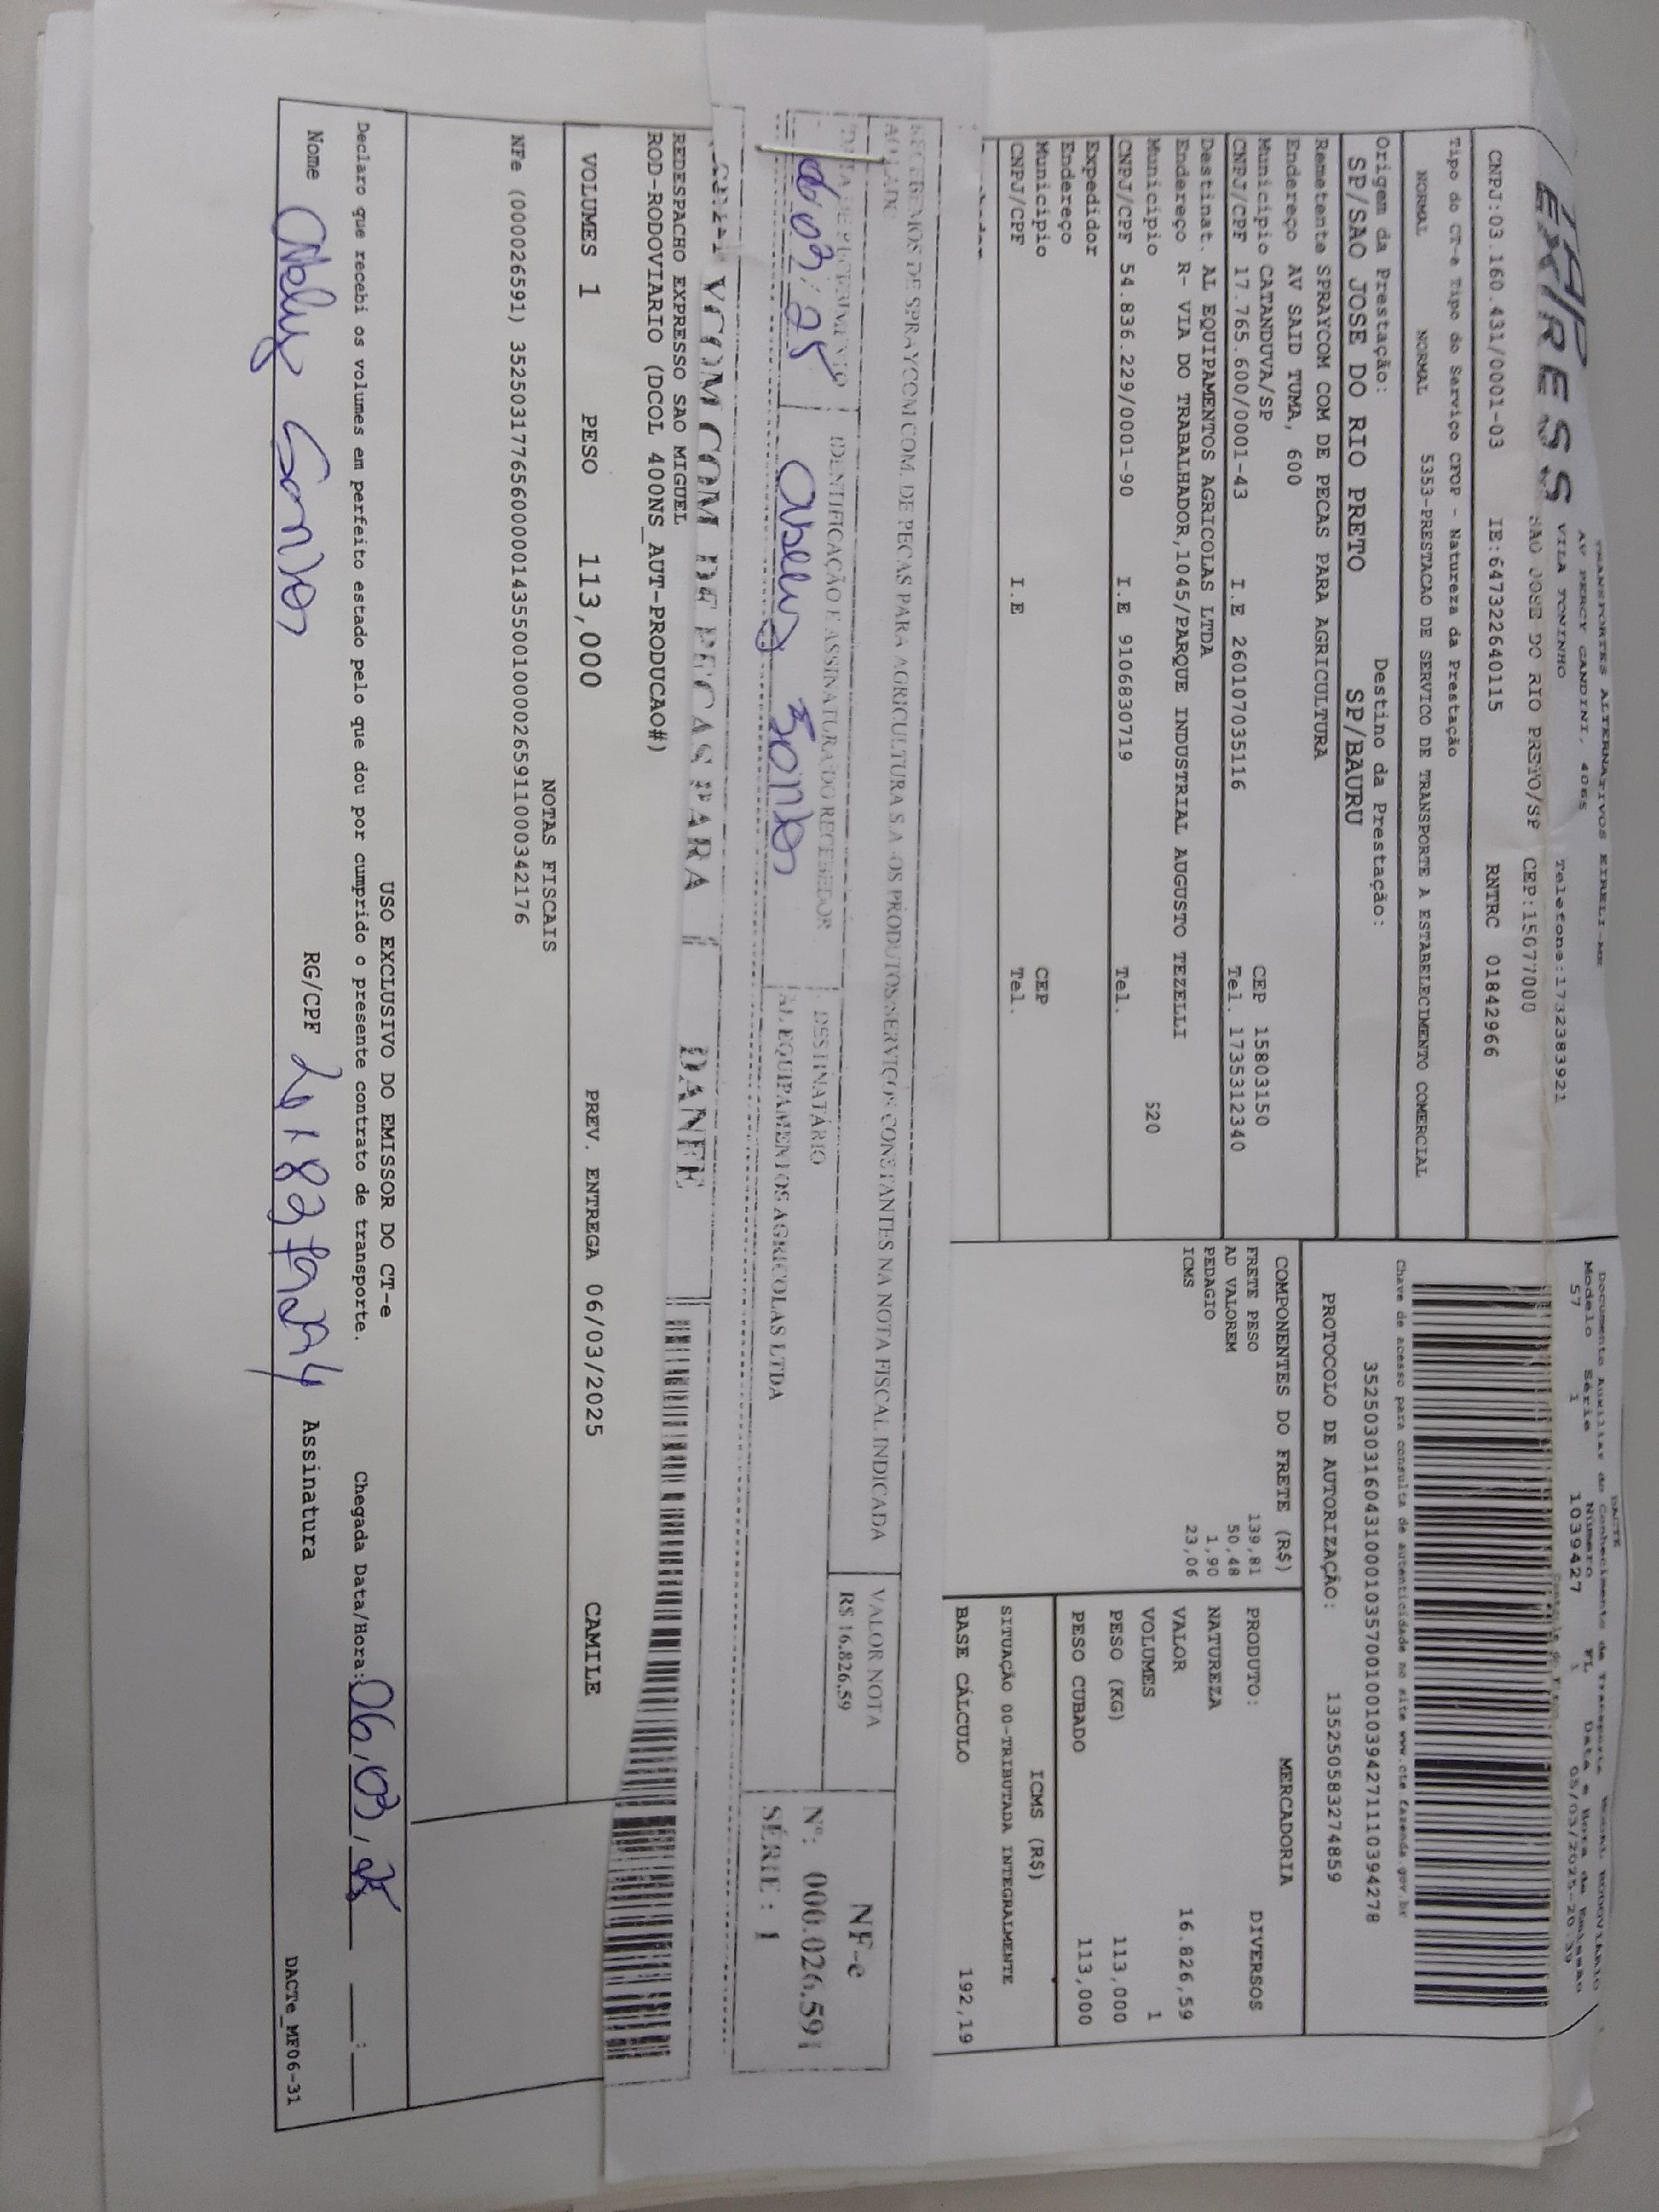 EXPRESS
TRANSPORTES ALTERNATIVOS EIRELI-ME
AV PERCY GANDINI, 4065
VILA TONINHO Telefone:1732383921
SAO JOSE DO RIO PRETO/SP CEP:15077000
CNPJ:03.160.431/0001-03 IE:647322640115 RNTRC 01842966
Tipo do CT-e Tipo do Serviço CFOP - Natureza da Prestação
NORMAL NORMAL 5353-PRESTACAO DE SERVICO DE TRANSPORTE A ESTABELECIMENTO COMERCIAL
Origem da Prestação: Destino da Prestação:
SP/SAO JOSE DO RIO PRETO SP/BAURU
Remetente SPRAYCOM COM DE PECAS PARA AGRICULTURA
Endereço AV SAID TUMA, 600
Município CATANDUVA/SP CEP 15803150
CNPJ/CPF 17.765.600/0001-43 I.E 260107035116 Tel. 1735312340
Destinat. AL EQUIPAMENTOS AGRICOLAS LTDA
Endereço R- VIA DO TRABALHADOR,1045/PARQUE INDUSTRIAL AUGUSTO TEZELLI
Município 520
CNPJ/CPF 54.836.229/0001-90 I.E 9106830719 Tel.
Expedidor
Endereço
Município CEP
CNPJ/CPF I.E Tel.
DACTE
Documento Auxiliar do Conhecimento de Transporte
Modelo Série Número FL Data e Hora de Emissão
57 1 1039427 1 05/03/2025-20:39
Chave de acesso para consulta de autenticidade no site www.cte.fazenda.gov.br
35250303160431000103570010010394271110394278
PROTOCOLO DE AUTORIZAÇÃO: 135250583274859
COMPONENTES DO FRETE (R$)
FRETE PESO 139,81
AD VALOREM 50,48
PEDAGIO 1,90
ICMS 23,06
MERCADORIA
PRODUTO: DIVERSOS
NATUREZA
VALOR 16.826,59
VOLUMES 1
PESO (KG) 113,000
PESO CUBADO 113,000
ICMS (R$)
SITUAÇÃO 00-TRIBUTADA INTEGRALMENTE
BASE CÁLCULO 192,19
RECEBEMOS DE SPRAYCOM COM. DE PECAS PARA AGRICULTURA S.A OS PRODUTOS/SERVIÇOS CONSTANTES NA NOTA FISCAL INDICADA
AO LADO
VALOR NOTA
R$ 16.826,59
NF-e
Nº: 000.026.591
SÉRIE : 1
DATA DE RECEBIMENTO IDENTIFICAÇÃO E ASSINATURA DO RECEBEDOR DESTINATÁRIO
AL EQUIPAMENTOS AGRICOLAS LTDA
SPRAYCOM COM DE PECAS PARA DANFE
REDESPACHO EXPRESSO SAO MIGUEL
ROD-RODOVIARIO (DCOL 400NS_AUT-PRODUCAO#)
VOLUMES 1 PESO 113,000 PREV. ENTREGA 06/03/2025 CAMILE
NOTAS FISCAIS
NFe (000026591) 35250317765600000143550010000265911000342176
USO EXCLUSIVO DO EMISSOR DO CT-e
Declaro que recebi os volumes em perfeito estado pelo que dou por cumprido o presente contrato de transporte. Chegada Data/Hora: 06/03/25 :
Nome RG/CPF Assinatura
DACTe_MF06-31